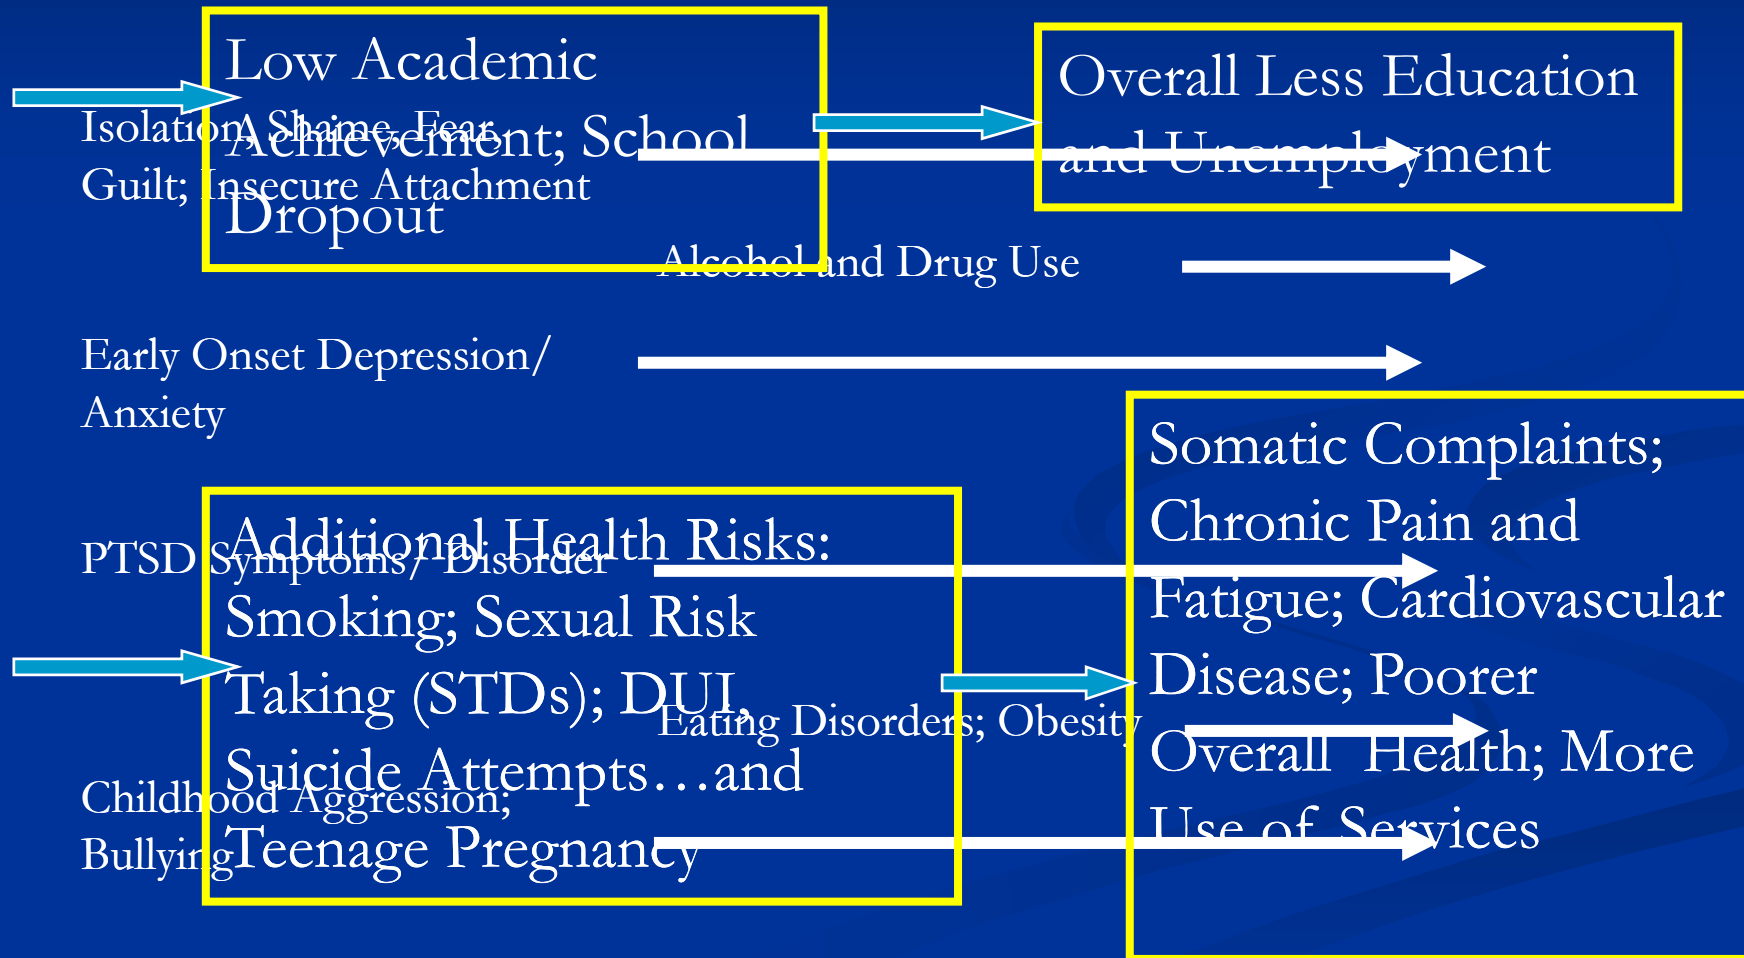 Low Academic
Achievement; School
Dropout
Overall Less Education
and Unemployment
Isolation, Shame, Fear,
Guilt; Insecure Attachment
Alcohol and Drug Use
Early Onset Depression/
Anxiety
Somatic Complaints;
Chronic Pain and
Fatigue; Cardiovascular
Disease; Poorer
Overall Health; More
Use of Services
Additional Health Risks:
Smoking; Sexual Risk
Taking (STDs); DUI,
Suicide Attempts…and
Teenage Pregnancy
PTSD Symptoms/ Disorder
Eating Disorders; Obesity
Childhood Aggression;
Bullying